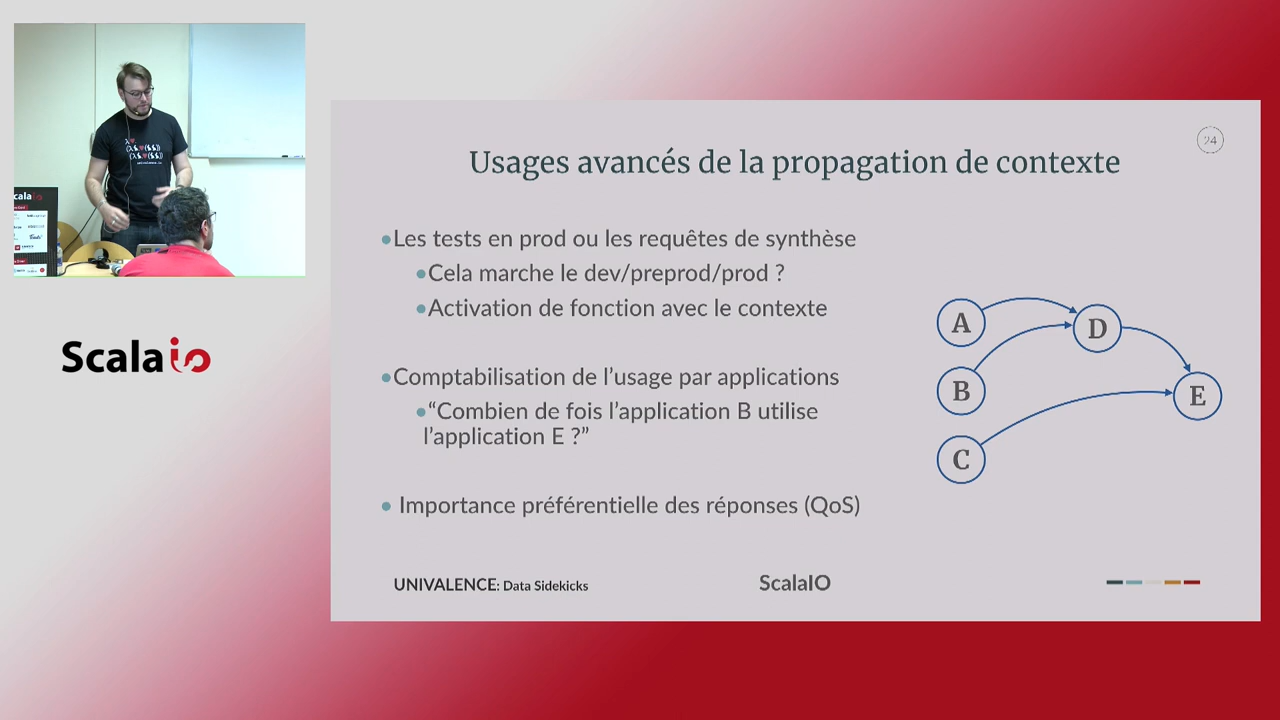 24
Usages avancés de la propagation de contexte
•Les tests en prod ou les requêtes de synthèse
•Cela marche le dev/preprod/prod ?
•Activation de fonction avec le contexte
•Comptabilisation de l'usage par applications
•“Combien de fois l'application B utilise
l'application E ?”
• Importance préférentielle des réponses (QoS)
A
D
B
E
C
UNIVALENCE: Data Sidekicks
ScalaIO
Scalaio